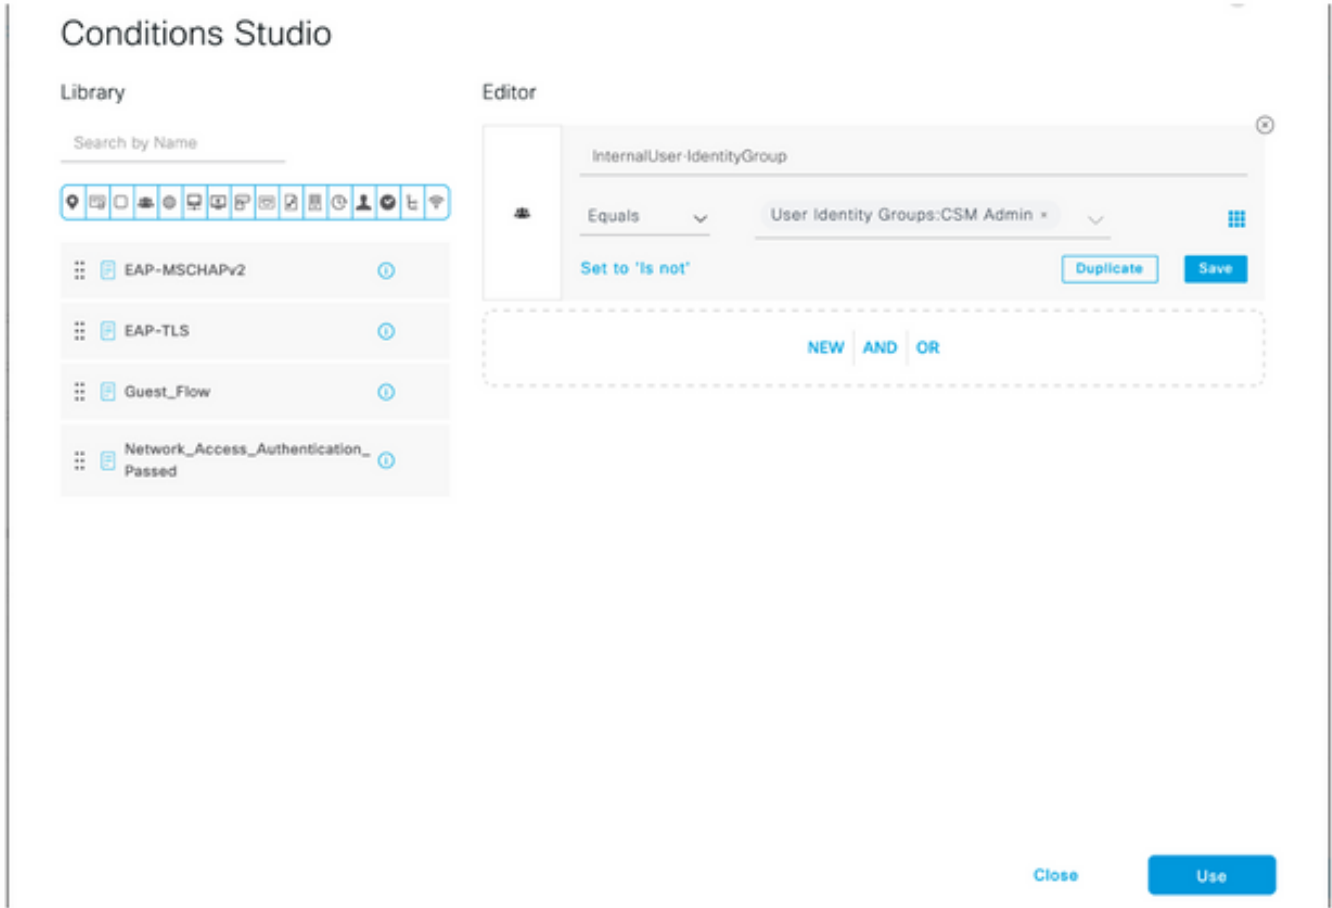 Conditions Studio
Library
Editor
Search by Name
InternalUser·IdentityGroup
Equals
User Identity Groups:CSM Admin ×
Set to 'Is not'
Duplicate
Save
EAP-MSCHAPv2
EAP-TLS
NEW AND OR
Guest_Flow
Network_Access_Authentication_
Passed
Close
Use